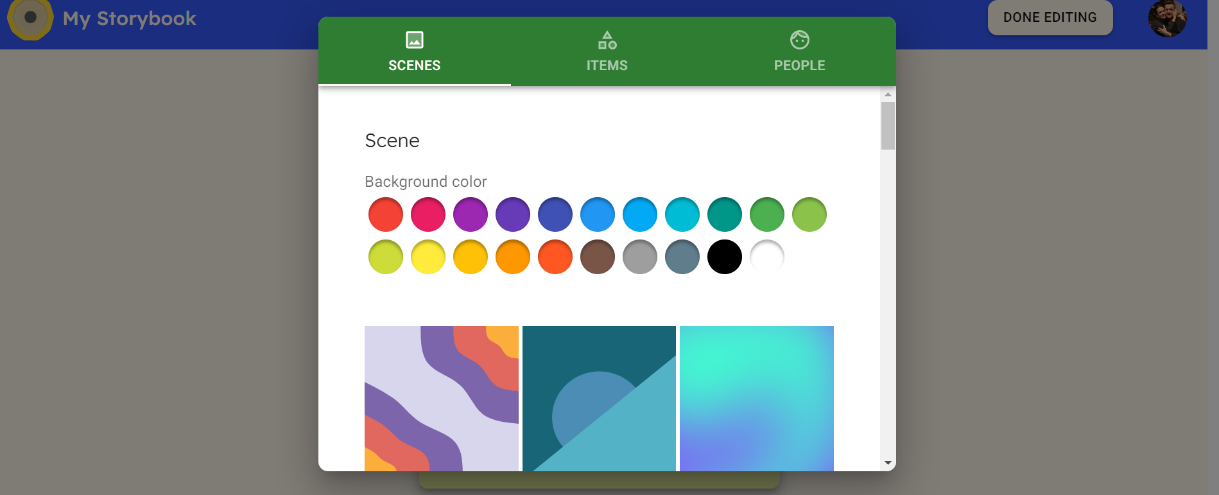 My Storybook
DONE EDITING
SCENES
ITEMS
PEOPLE
Scene
Background color